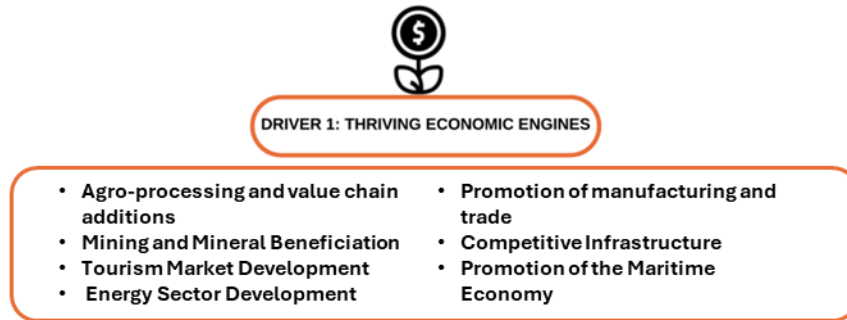 $
DRIVER 1: THRIVING ECONOMIC ENGINES
• Agro-processing and value chain
additions
• Mining and Mineral Beneficiation
• Tourism Market Development
• Energy Sector Development
• Promotion of manufacturing and
trade
• Competitive Infrastructure
• Promotion of the Maritime
Economy